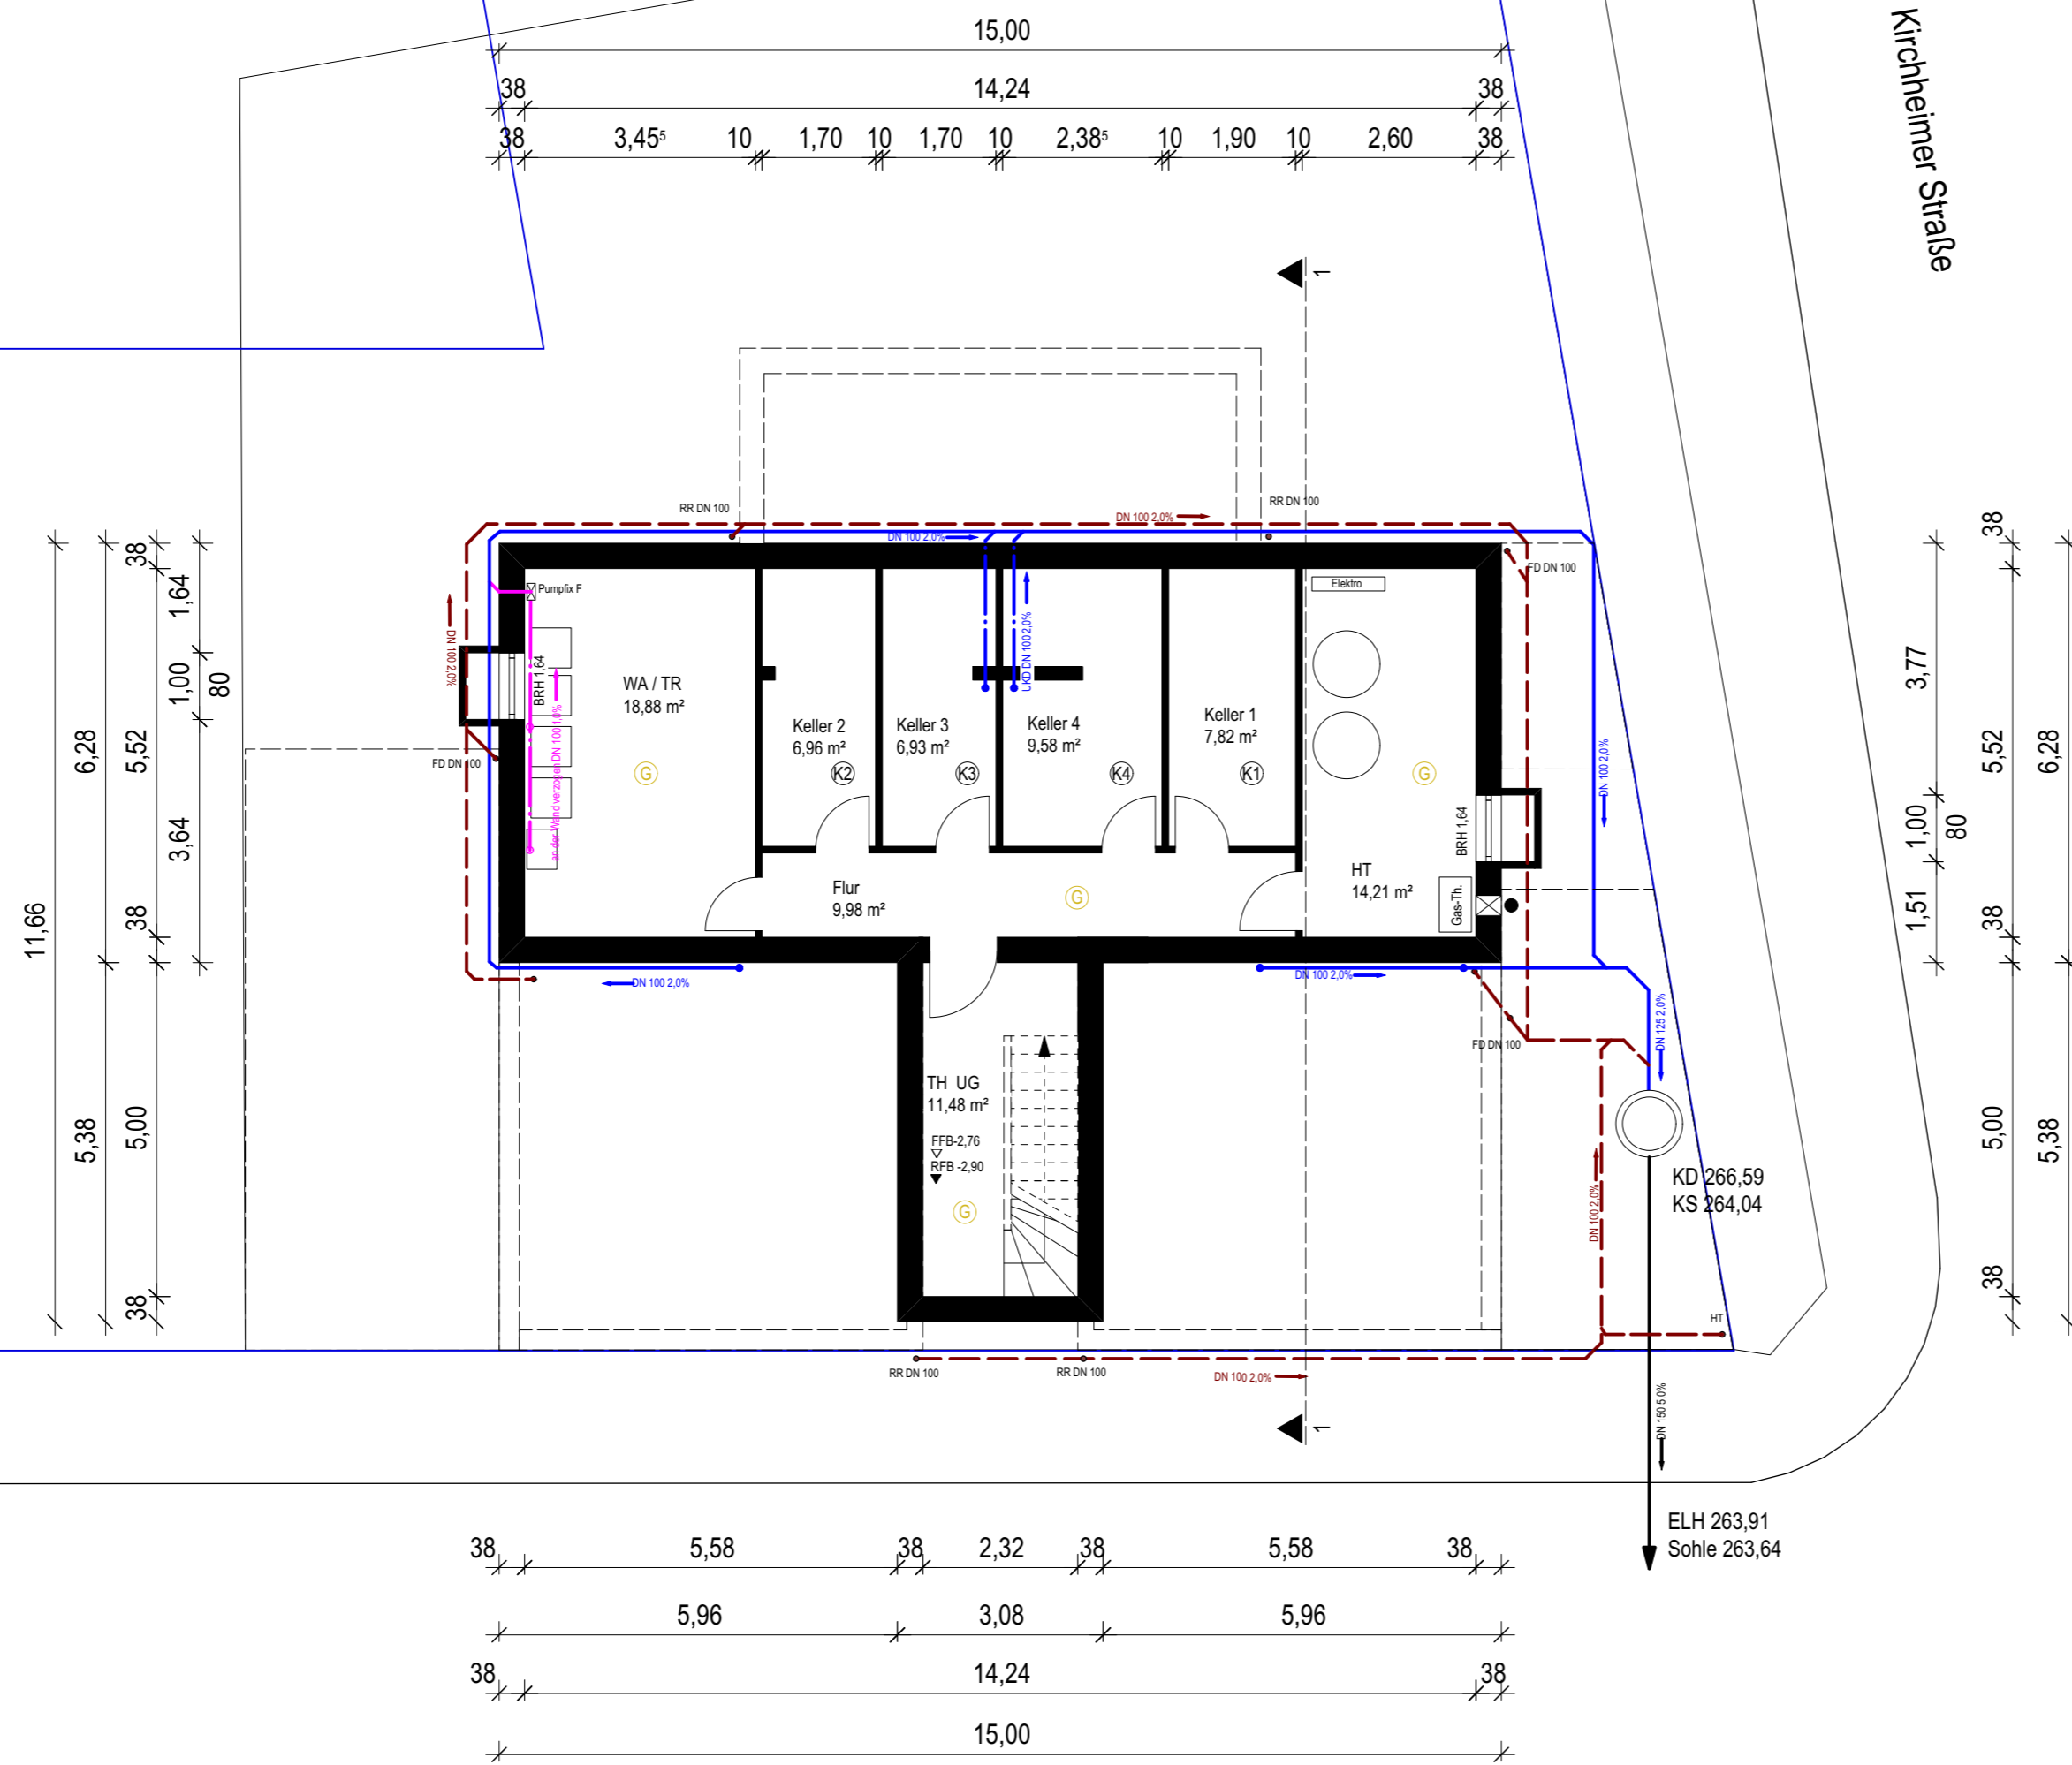 Kirchheimer Straße
15,00
38 14,24 38
38 3,45⁵ 10 1,70 10 1,70 10 2,38⁵ 10 1,90 10 2,60 38
1
RR DN 100
RR DN 100
DN 100 2,0%
DN 100 2,0%
FD DN 100
Pumpfix F
Elektro
DN 100 2,0%
BRH 1,64
an der Wand verzogen DN 100 1,0%
UKD DN 100 2,0%
WA / TR
18,88 m²
Keller 2
6,96 m²
Keller 3
6,93 m²
Keller 4
9,58 m²
Keller 1
7,82 m²
K2
K3
K4
K1
G
G
FD DN 100
DN 100 2,0%
BRH 1,64
HT
14,21 m²
Gas-Th.
Flur
9,98 m²
G
DN 100 2,0%
DN 100 2,0%
DN 125 2,0%
FD DN 100
TH UG
11,48 m²
FFB-2,76
RFB -2,90
G
KD 266,59
KS 264,04
DN 100 2,0%
HT
RR DN 100
RR DN 100
DN 100 2,0%
1
DN 150 5,0%
ELH 263,91
Sohle 263,64
11,66
6,28
5,38
38
5,52
38
5,00
38
1,64
1,00
80
3,64
3,77
1,00
80
1,51
38
5,52
38
5,00
38
6,28
5,38
38 5,58 38 2,32 38 5,58 38
5,96 3,08 5,96
38 14,24 38
15,00